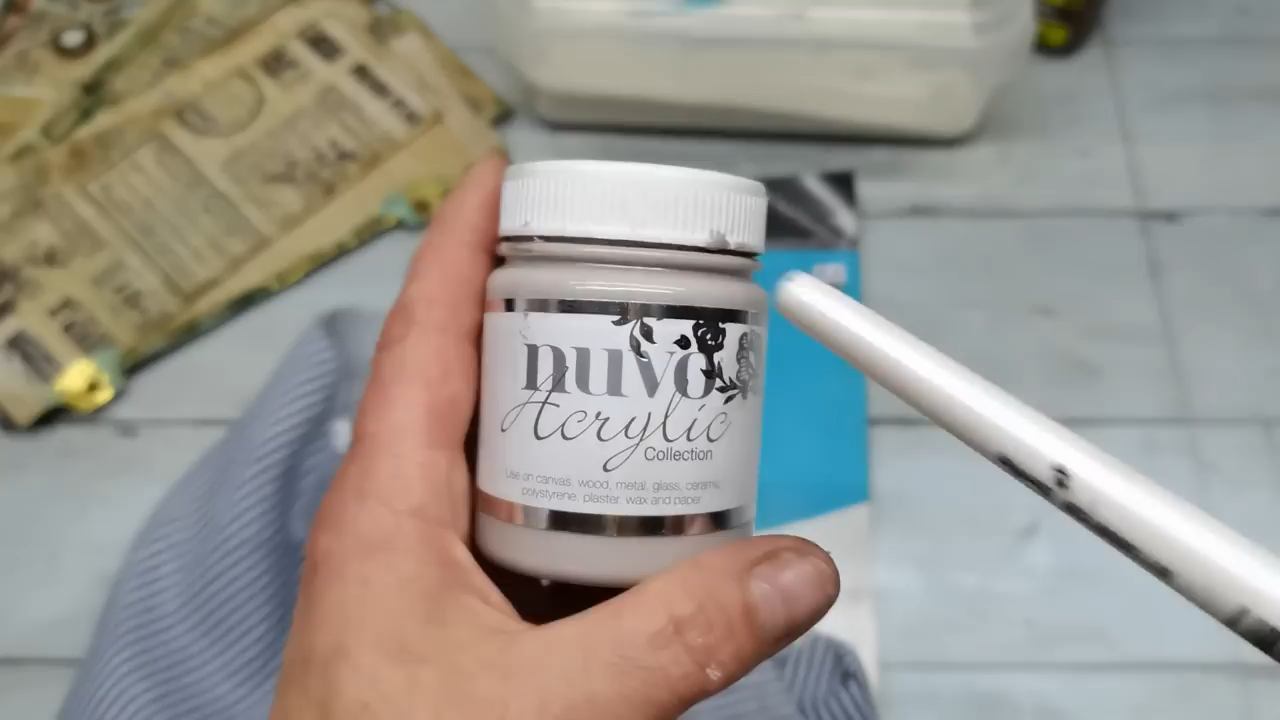 nuvo
Acrylic
Collection
Use on canvas, wood, metal, glass, ceramic,
polystyrene, plaster, wax and paper